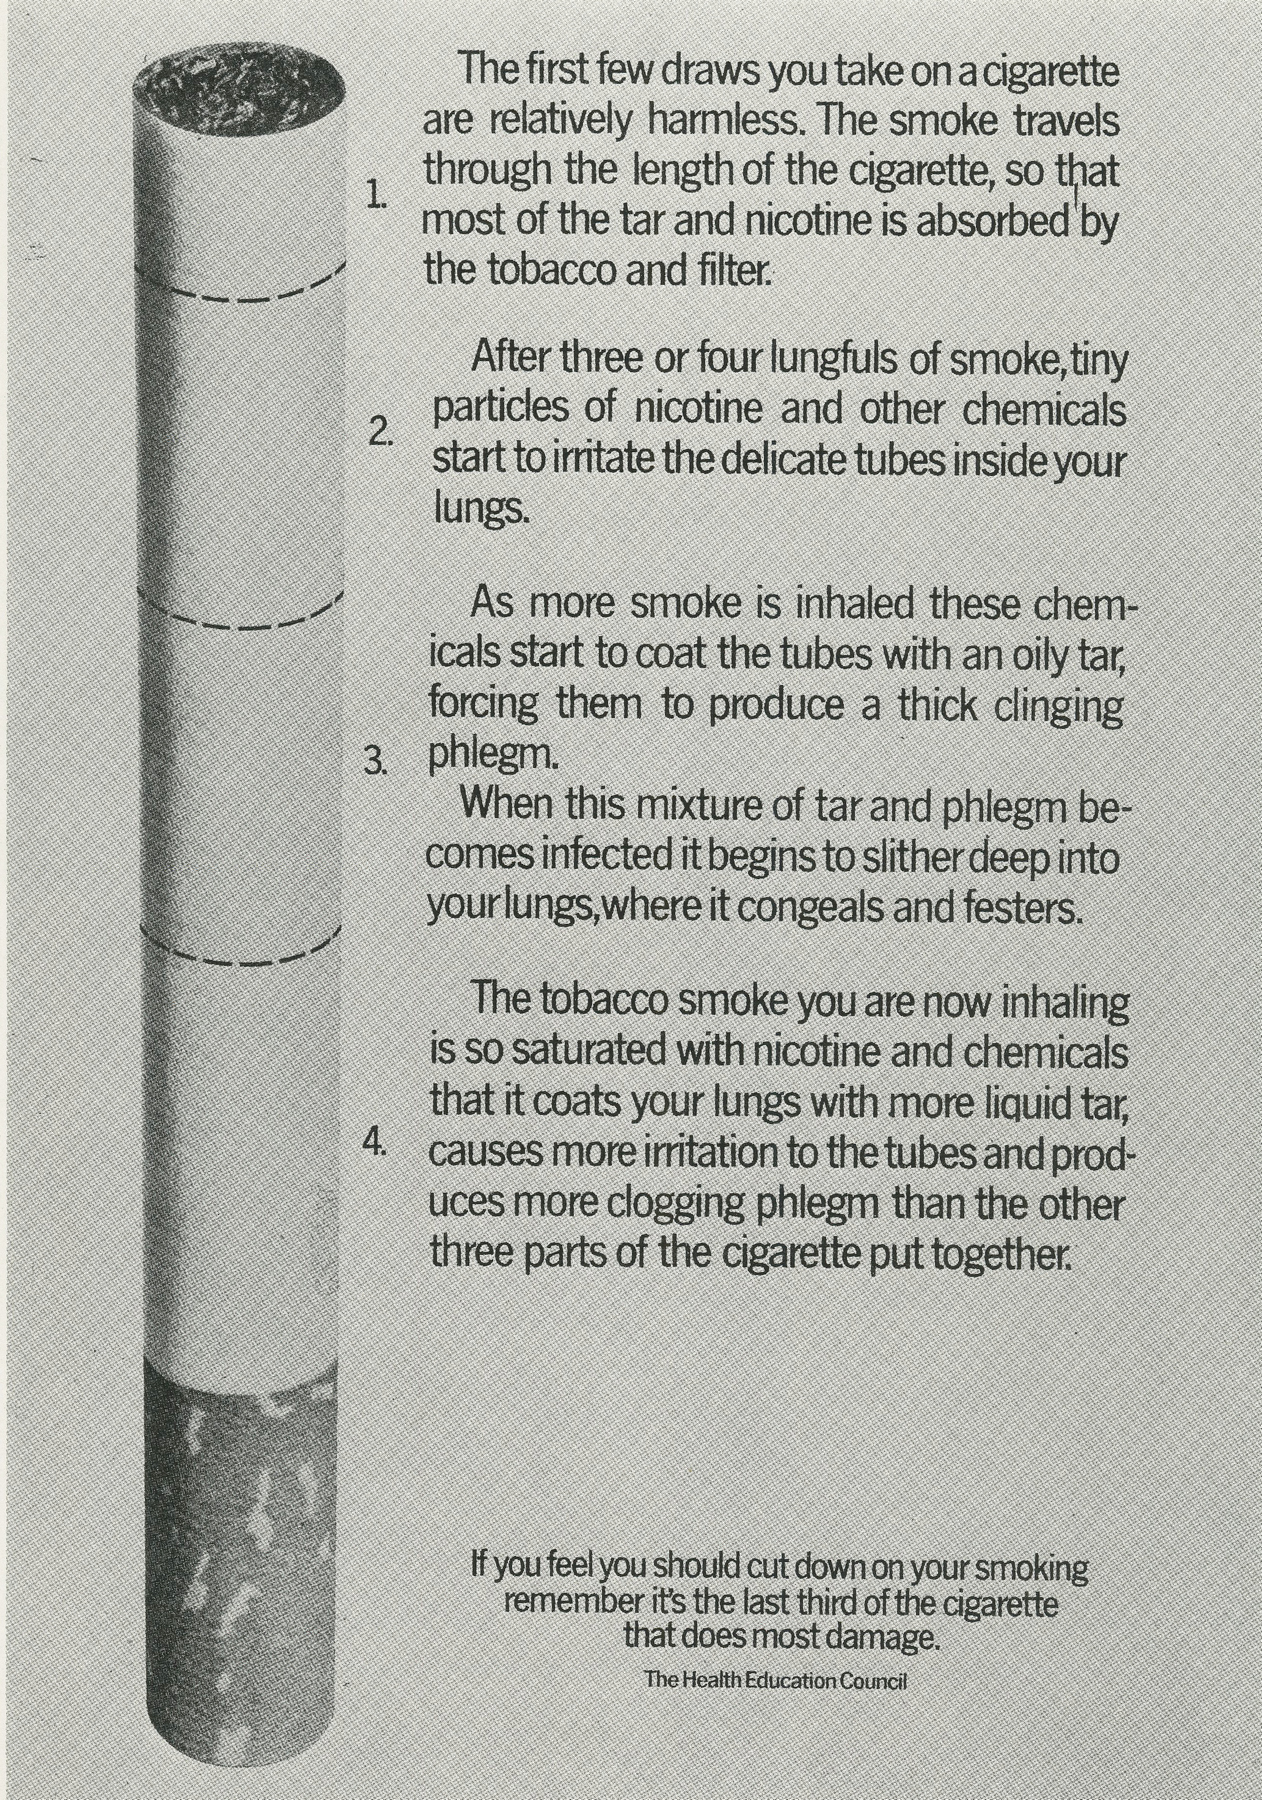 The first few draws you take on a cigarette
are relatively harmless. The smoke travels
through the length of the cigarette, so that
1.
most of the tar and nicotine is absorbed by
the tobacco and filter.
After three or four lungfuls of smoke, tiny
particles of nicotine and other chemicals
2.
start to irritate the delicate tubes inside your
lungs.
As more smoke is inhaled these chem-
icals start to coat the tubes with an oily tar,
forcing them to produce a thick clinging
3.
phlegm.
When this mixture of tar and phlegm be-
comes infected it begins to slither deep into
your lungs, where it congeals and festers.
The tobacco smoke you are now inhaling
is so saturated with nicotine and chemicals
that it coats your lungs with more liquid tar,
4.
causes more irritation to the tubes and prod-
uces more clogging phlegm than the other
three parts of the cigarette put together.
If you feel you should cut down on your smoking
remember it's the last third of the cigarette
that does most damage.
The Health Education Council